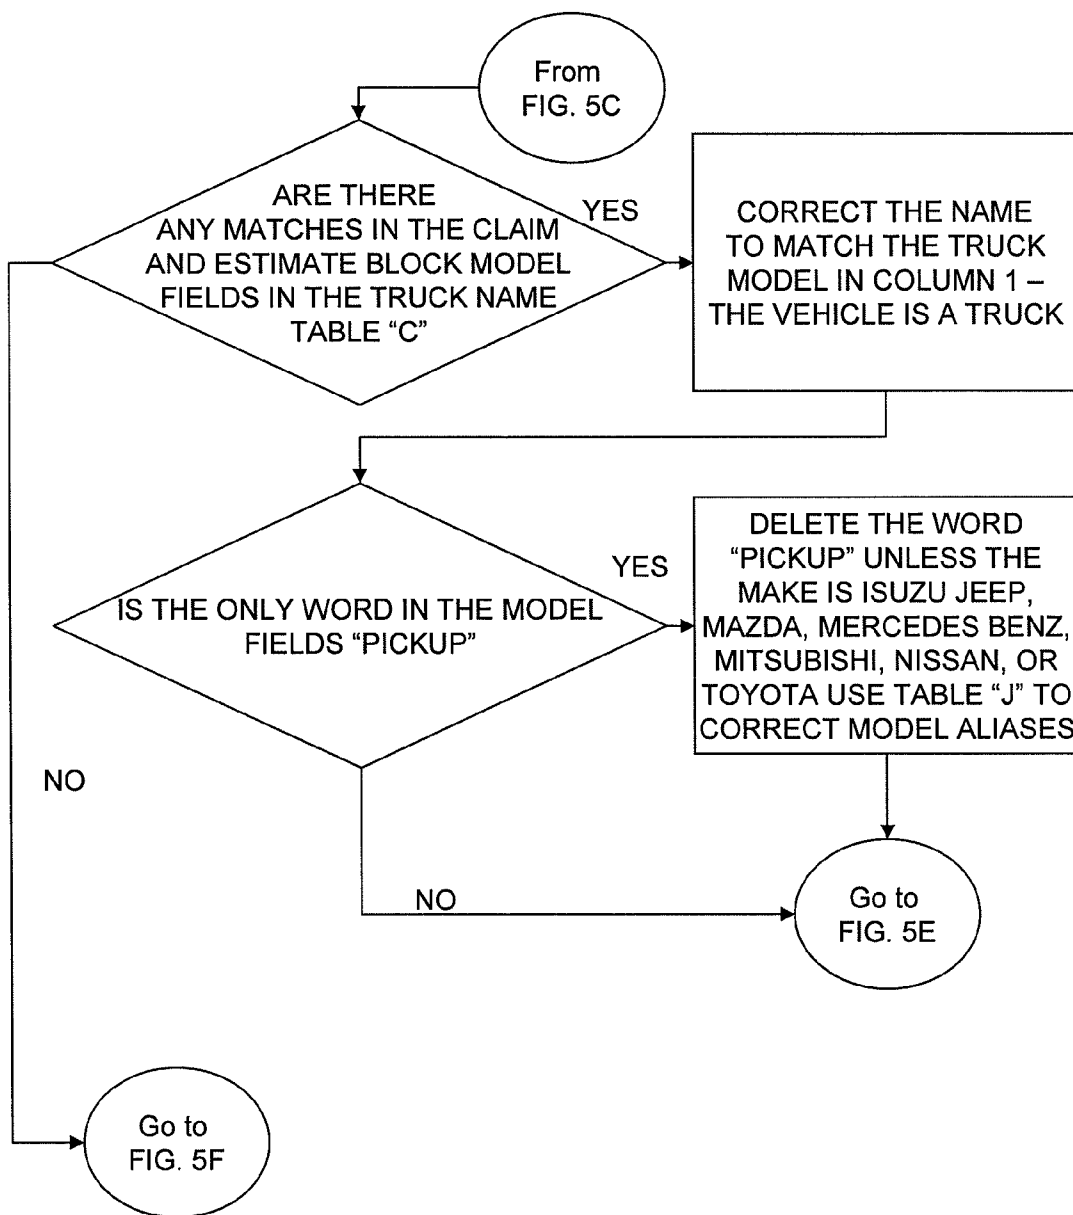 From
FIG. 5C
ARE THERE
ANY MATCHES IN THE CLAIM
AND ESTIMATE BLOCK MODEL
FIELDS IN THE TRUCK NAME
TABLE “C”
YES
CORRECT THE NAME
TO MATCH THE TRUCK
MODEL IN COLUMN 1 –
THE VEHICLE IS A TRUCK
IS THE ONLY WORD IN THE MODEL
FIELDS “PICKUP”
YES
DELETE THE WORD
“PICKUP” UNLESS THE
MAKE IS ISUZU JEEP,
MAZDA, MERCEDES BENZ,
MITSUBISHI, NISSAN, OR
TOYOTA USE TABLE “J” TO
CORRECT MODEL ALIASES
NO
NO
Go to
FIG. 5E
Go to
FIG. 5F